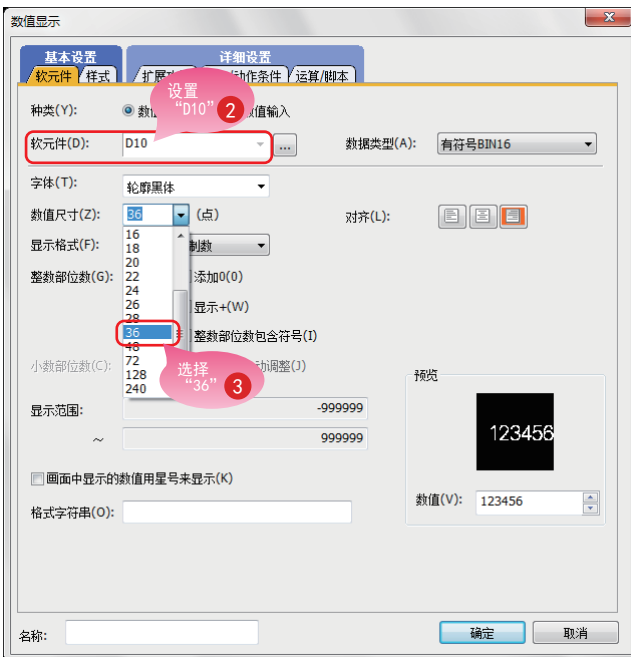 数值显示
基本设置 详细设置
软元件 样式 动作条件 运算/脚本
设置
“D10” 2
种类(Y): 值输入
软元件(D): D10 ... 数据类型(A): 有符号BIN16
字体(T): 轮廓黑体
数值尺寸(Z): 36 (点) 对齐(L):
显示格式(F): 制数
16
18
20
22
24
26
28
36
48
72
128
240
整数部位数(G): 添加0(0)
显示+(W)
整数部位数包含符号(I)
小数部位数(C): 动调整(J)
选择
“36” 3
显示范围: -999999
～ 999999
预览
123456
数值(V): 123456
画面中显示的数值用星号来显示(K)
格式字符串(O):
名称: 确定 取消